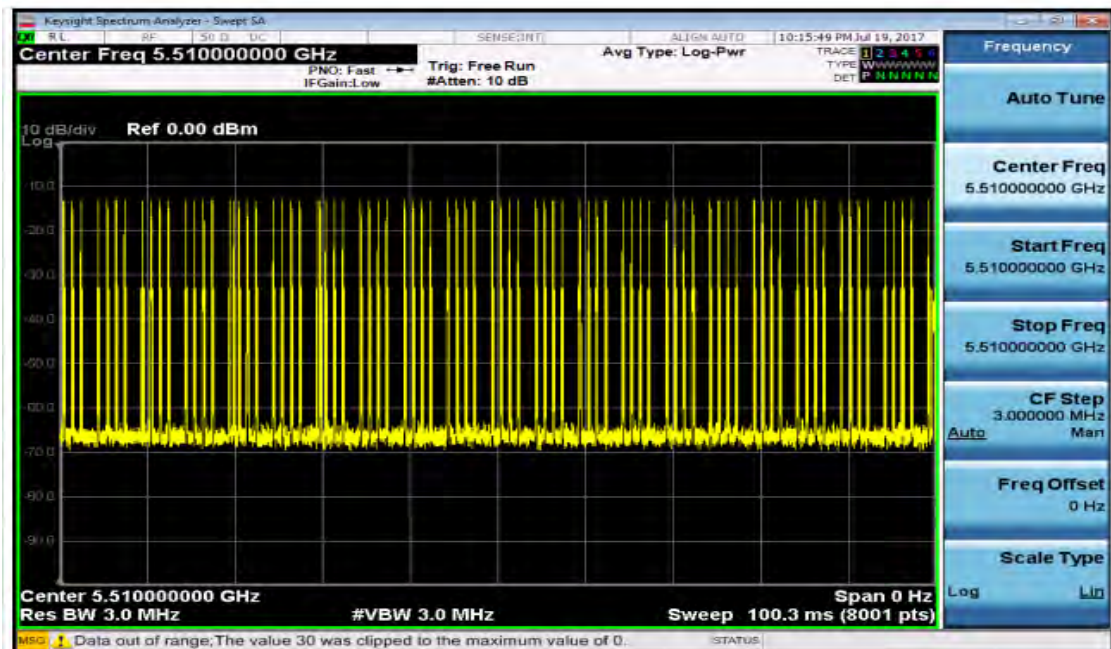 Keysight Spectrum Analyzer - Swept SA
RL RF 50 Ω DC SENSE:INT ALIGN AUTO 10:15:49 PM Jul 19, 2017
Center Freq 5.510000000 GHz
PNO: Fast
IFGain:Low
Trig: Free Run
#Atten: 10 dB
Avg Type: Log-Pwr
TRACE 1 2 3 4 5 6
TYPE W
DET P N N N N N
10 dB/div Ref 0.00 dBm
Log
-10.0
-20.0
-30.0
-40.0
-50.0
-60.0
-70.0
-80.0
-90.0
Center 5.510000000 GHz Span 0 Hz
Res BW 3.0 MHz #VBW 3.0 MHz Sweep 100.3 ms (8001 pts)
MSG Data out of range;The value 30 was clipped to the maximum value of 0. STATUS
Frequency
Auto Tune
Center Freq
5.510000000 GHz
Start Freq
5.510000000 GHz
Stop Freq
5.510000000 GHz
CF Step
3.000000 MHz
Auto Man
Freq Offset
0 Hz
Scale Type
Log Lin